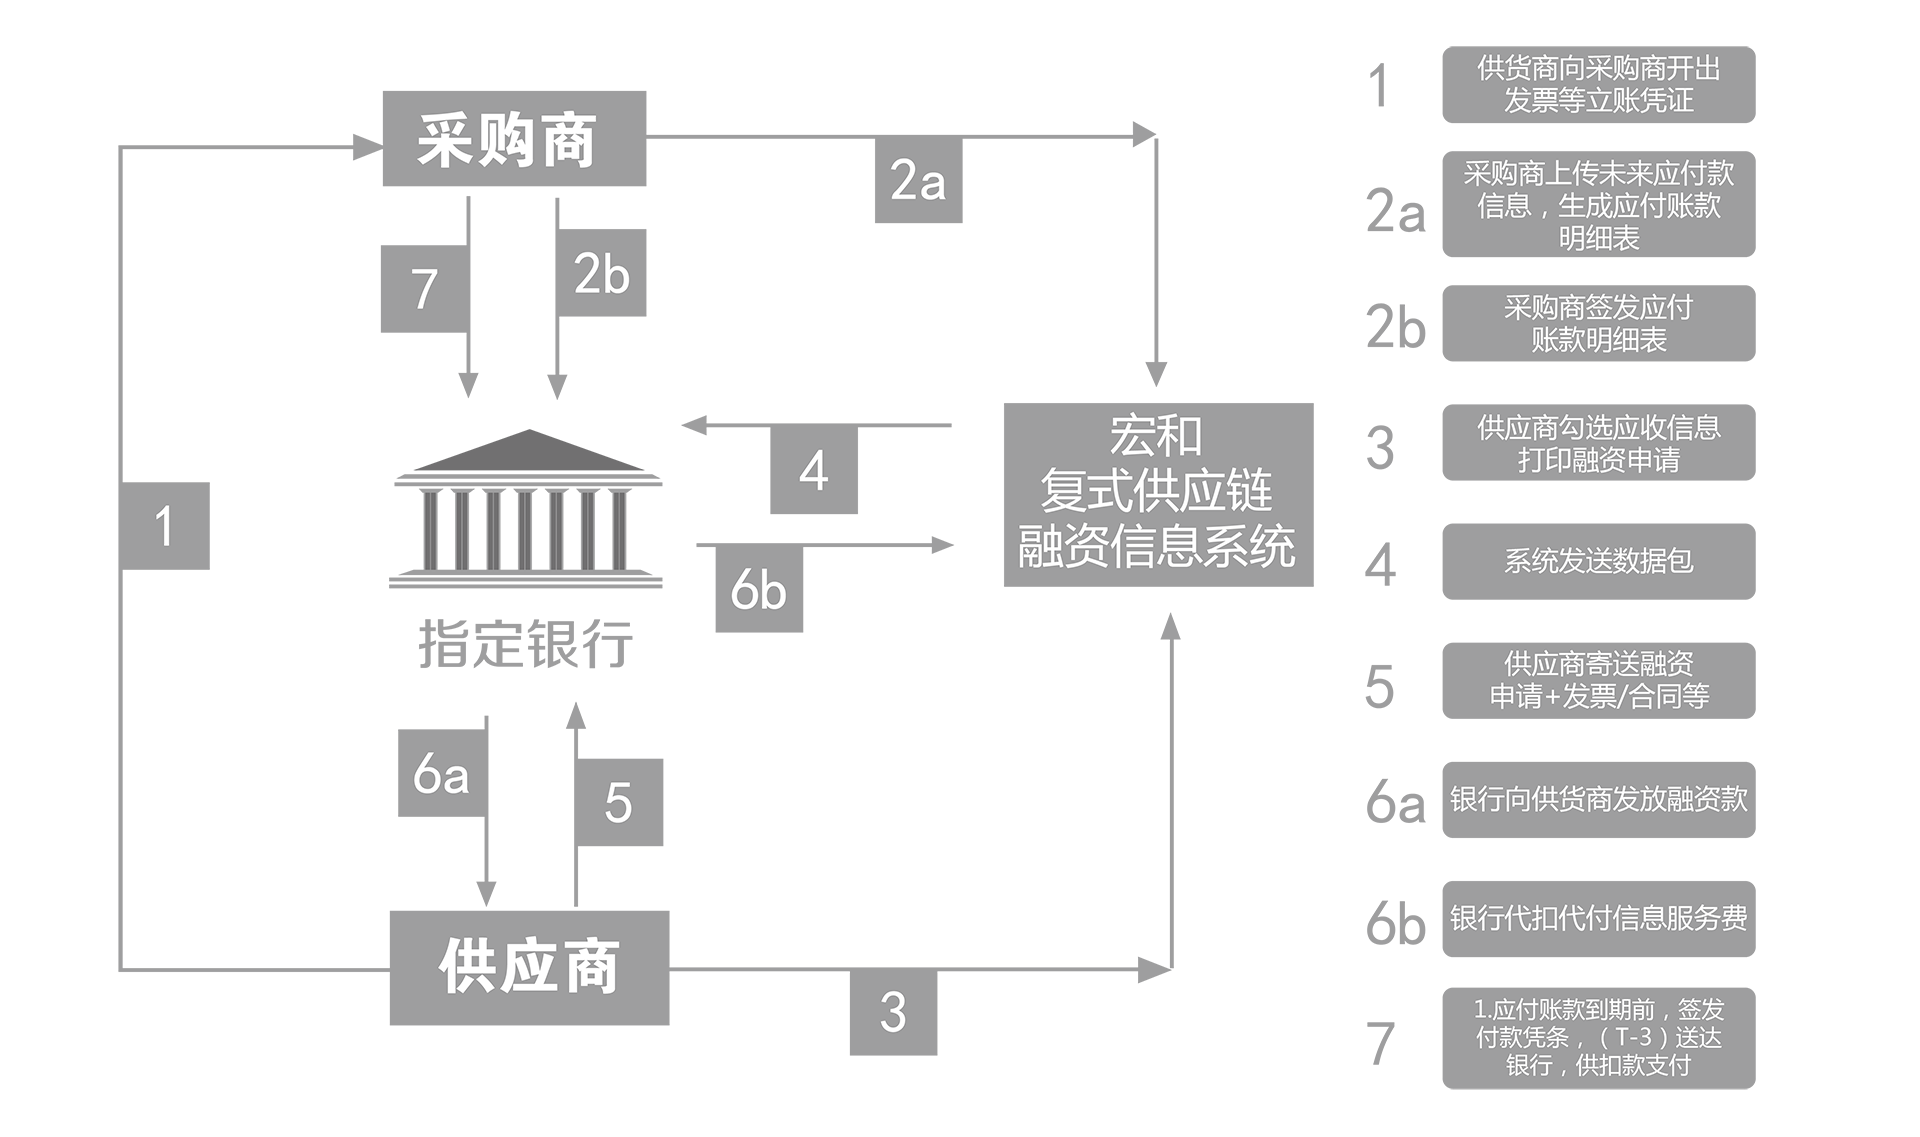 采购商
2a
7
2b
宏和
复式供应链
融资信息系统
4
1
6b
指定银行
6a
5
供应商
3
1
供货商向采购商开出
发票等立账凭证
2a
采购商上传未来应付款
信息，生成应付账款
明细表
2b
采购商签发应付
账款明细表
3
供应商勾选应收信息
打印融资申请
4
系统发送数据包
5
供应商寄送融资
申请+发票/合同等
6a
银行向供货商发放融资款
6b
银行代扣代付信息服务费
7
1.应付账款到期前，签发
付款凭条，（T-3）送达
银行，供扣款支付